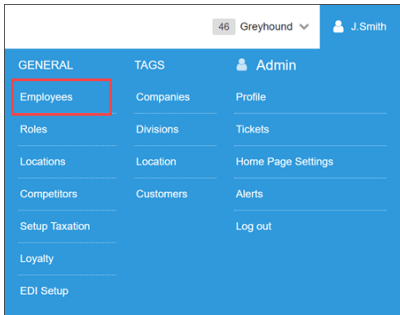 46 Greyhound J.Smith
GENERAL TAGS Admin
Employees Companies Profile
Roles Divisions Tickets
Locations Location Home Page Settings
Competitors Customers Alerts
Setup Taxation Log out
Loyalty
EDI Setup